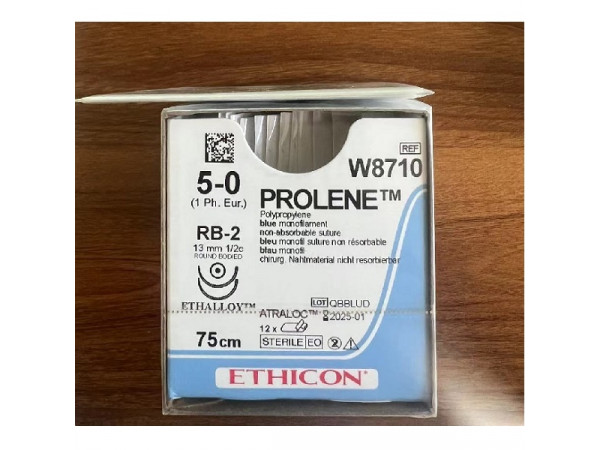 REF
W8710
5-0
(1 Ph. Eur.)
PROLENE™
Polypropylene
blue monofilament
non-absorbable suture
bleu monofil suture non résorbable
blau monofil
chirurg. Nahtmaterial nicht resorbierbar
RB-2
13 mm 1/2c
ROUND BODIED
ETHALLOY™
LOT QBBLUD
ATRALOC™ 2025-01
12 x
75cm
STERILE EO
2
ETHICON®